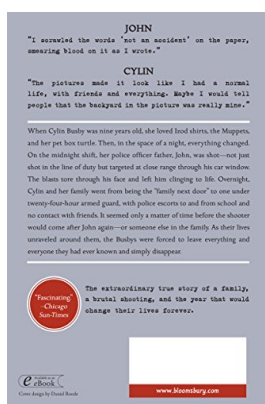 JOHN
"I scrawled the words 'not an accident' on the paper,
smearing blood on it as I wrote."
CYLIN
"The pictures made it look like I had a normal
life, with friends and everything. Maybe I would tell
people that the backyard in the picture was really mine."
When Cylin Busby was nine years old, she loved Izod shirts, the Muppets,
and her pet box turtle. Then, in the space of a night, everything changed.
On the midnight shift, her police officer father, John, was shot—not just
shot in the line of duty but targeted at close range through his car window.
The blasts tore through his face and left him clinging to life. Overnight,
Cylin and her family went from being the "family next door" to one under
twenty-four-hour armed guard, with police escorts to and from school and
no contact with friends. It seemed only a matter of time before the shooter
would come after John again—or someone else in the family. As their lives
unraveled around them, the Busbys were forced to leave everything and
everyone they had ever known and simply disappear.
"Fascinating"
—Chicago
Sun-Times
The extraordinary true story of a family,
a brutal shooting, and the year that would
change their lives forever.
eBook
Cover design by Daniel Roode
www.bloomsbury.com